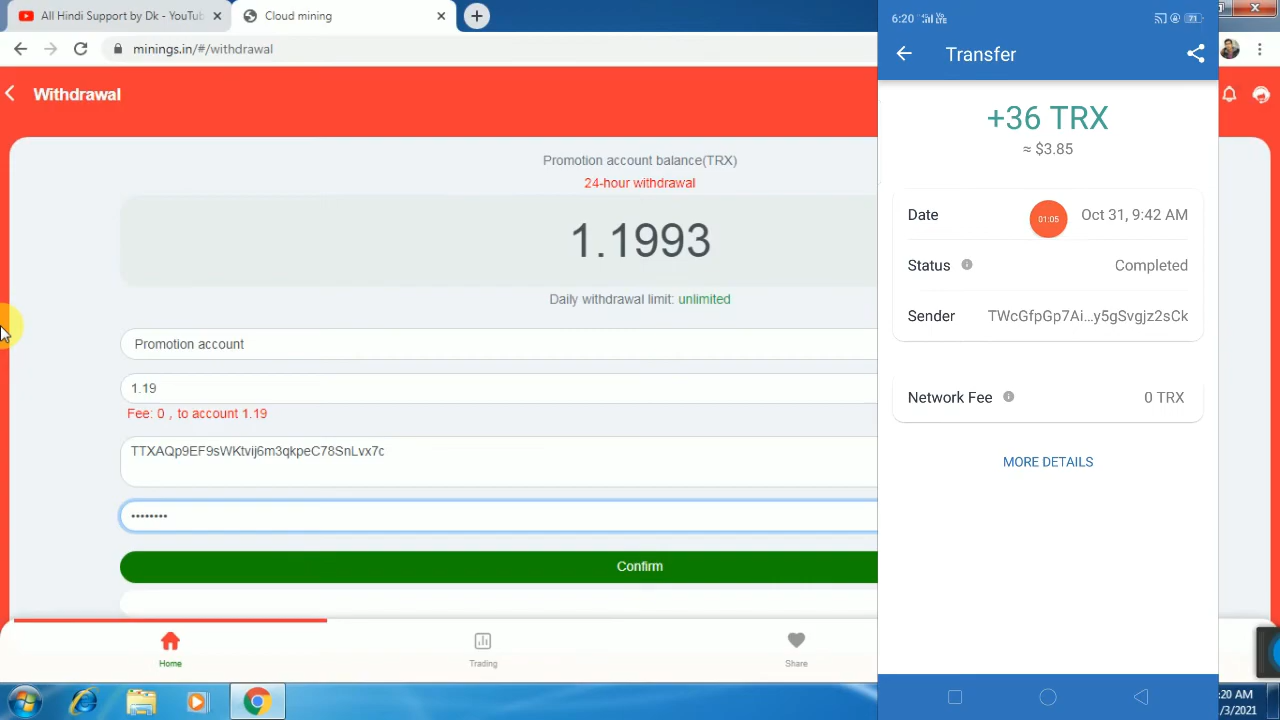 All Hindi Support by Dk - YouTub
Cloud mining
minings.in/#/withdrawal
Withdrawal
Promotion account balance(TRX)
24-hour withdrawal
1.1993
Daily withdrawal limit: unlimited
Promotion account
1.19
Fee: 0 , to account 1.19
TTXAQp9EF9sWKtvij6m3qkpeC78SnLvx7c
••••••••
Confirm
Home
Trading
Share
6:20
71
Transfer
+36 TRX
≈ $3.85
Date
01:05
Oct 31, 9:42 AM
Status
Completed
Sender
TWcGfpGp7Ai...y5gSvgjz2sCk
Network Fee
0 TRX
MORE DETAILS
:20 AM
/3/2021